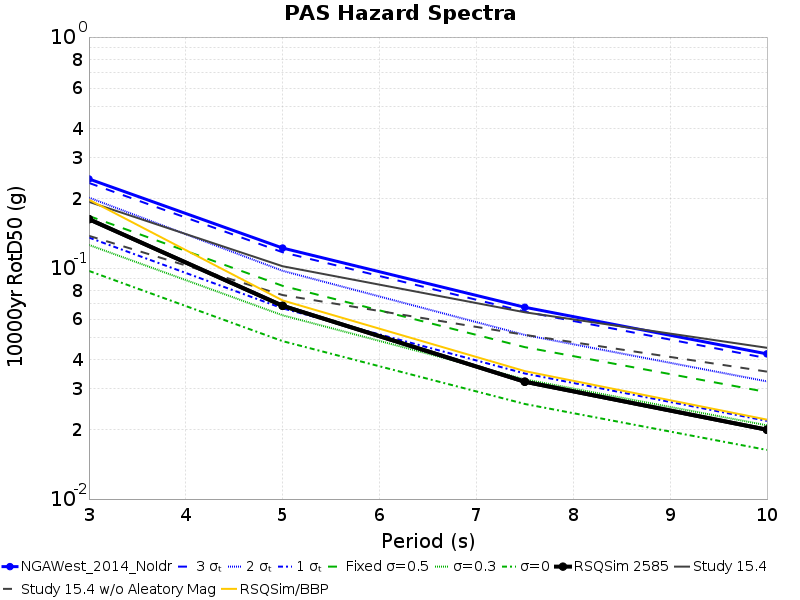 PAS Hazard Spectra
10000yr RotD50 (g)
10^0
8
6
4
3
2
10^-1
8
6
4
3
2
10^-2
3 4 5 6 7 8 9 10
Period (s)
NGAWest_2014_NoIdr 3 σₜ 2 σₜ 1 σₜ Fixed σ=0.5 σ=0.3 σ=0 RSQSim 2585 Study 15.4
Study 15.4 w/o Aleatory Mag RSQSim/BBP